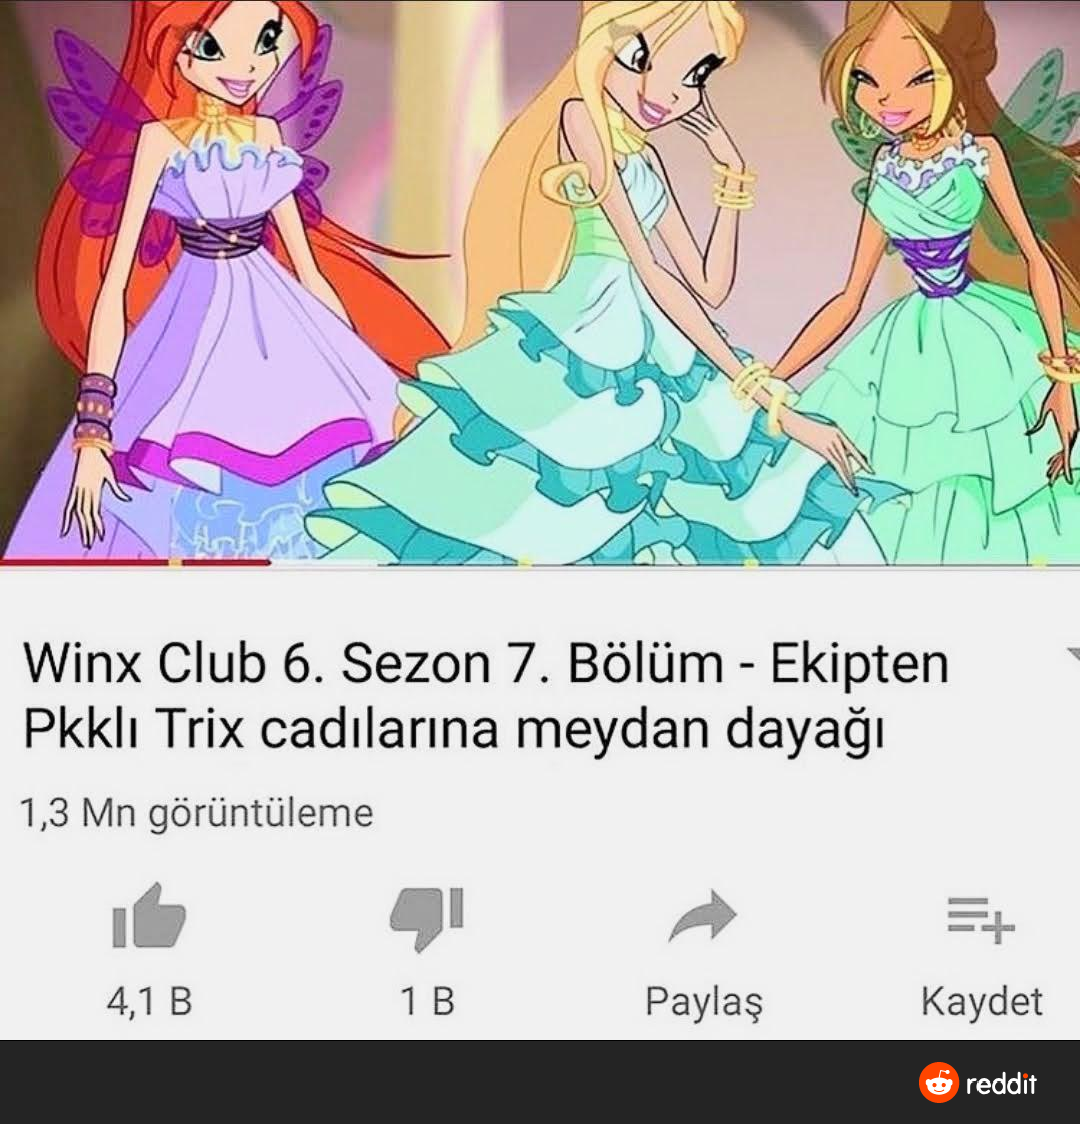 Winx Club 6. Sezon 7. Bölüm - Ekipten
Pkklı Trix cadılarına meydan dayağı
1,3 Mn görüntüleme
4,1 B
1 B
Paylaş
Kaydet
reddit